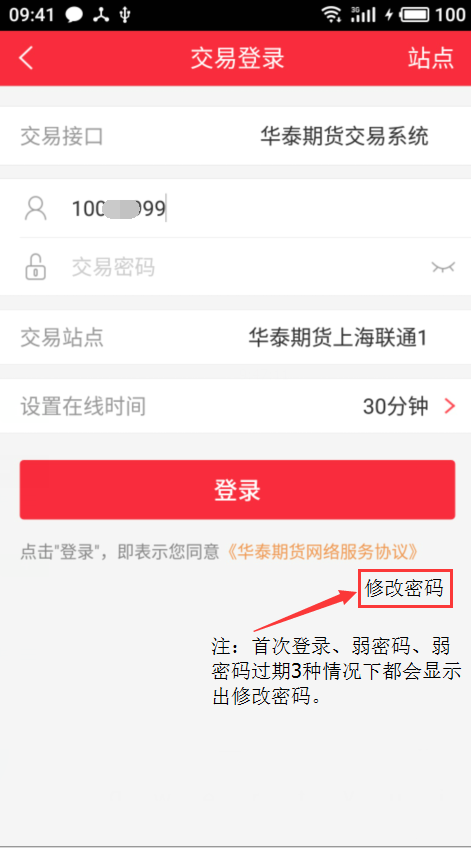 09:41 3G 100
交易登录 站点
交易接口 华泰期货交易系统
100 099
交易密码
交易站点 华泰期货上海联通1
设置在线时间 30分钟
登录
点击"登录"，即表示您同意《华泰期货网络服务协议》
修改密码
注：首次登录、弱密码、弱
密码过期3种情况下都会显示
出修改密码。